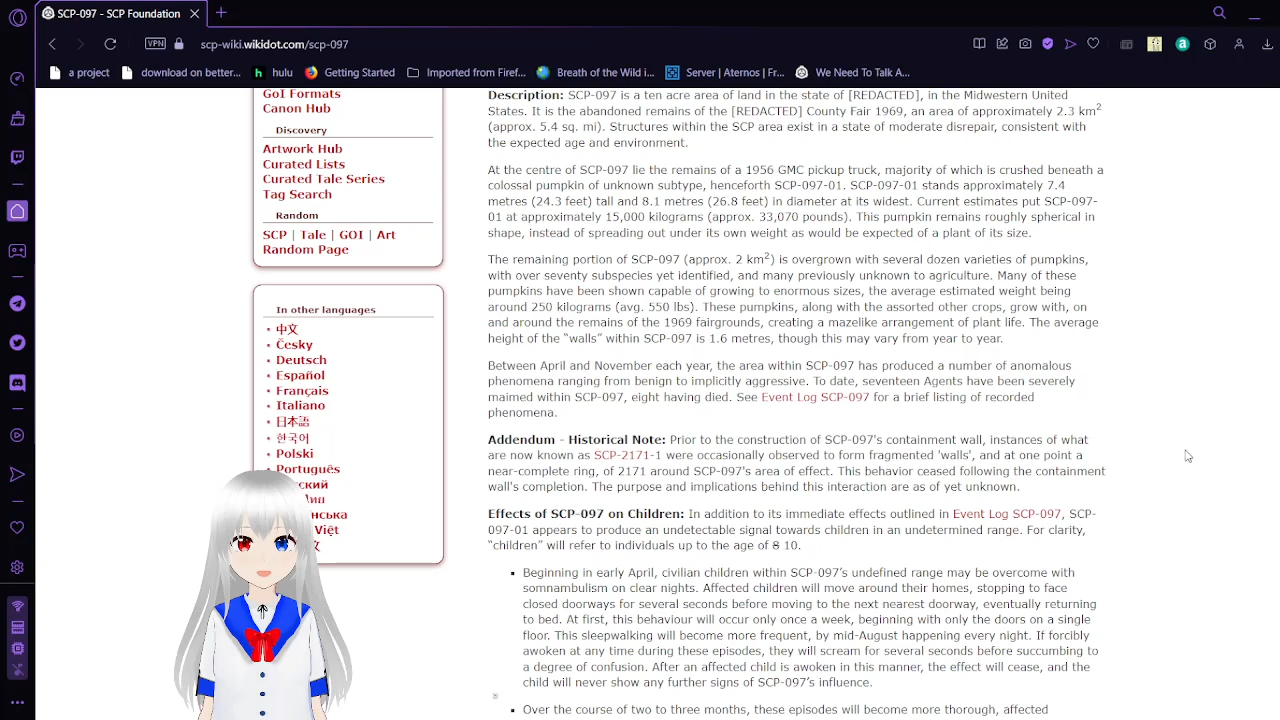 SCP-097 - SCP Foundation
VPN
scp-wiki.wikidot.com/scp-097
a project
download on better...
hulu
Getting Started
Imported from Firef...
Breath of the Wild i...
Server | Aternos | Fr...
We Need To Talk A...
GoI Formats
Canon Hub
Discovery
Artwork Hub
Curated Lists
Curated Tale Series
Tag Search
Random
SCP | Tale | GOI | Art
Random Page
In other languages
中文
Česky
Deutsch
Español
Français
Italiano
日本語
한국어
Polski
Português
Việt
文
Description: SCP-097 is a ten acre area of land in the state of [REDACTED], in the Midwestern United
States. It is the abandoned remains of the [REDACTED] County Fair 1969, an area of approximately 2.3 km2
(approx. 5.4 sq. mi). Structures within the SCP area exist in a state of moderate disrepair, consistent with
the expected age and environment.
At the centre of SCP-097 lie the remains of a 1956 GMC pickup truck, majority of which is crushed beneath a
colossal pumpkin of unknown subtype, henceforth SCP-097-01. SCP-097-01 stands approximately 7.4
metres (24.3 feet) tall and 8.1 metres (26.8 feet) in diameter at its widest. Current estimates put SCP-097-
01 at approximately 15,000 kilograms (approx. 33,070 pounds). This pumpkin remains roughly spherical in
shape, instead of spreading out under its own weight as would be expected of a plant of its size.
The remaining portion of SCP-097 (approx. 2 km2) is overgrown with several dozen varieties of pumpkins,
with over seventy subspecies yet identified, and many previously unknown to agriculture. Many of these
pumpkins have been shown capable of growing to enormous sizes, the average estimated weight being
around 250 kilograms (avg. 550 lbs). These pumpkins, along with the assorted other crops, grow with, on
and around the remains of the 1969 fairgrounds, creating a mazelike arrangement of plant life. The average
height of the “walls” within SCP-097 is 1.6 metres, though this may vary from year to year.
Between April and November each year, the area within SCP-097 has produced a number of anomalous
phenomena ranging from benign to implicitly aggressive. To date, seventeen Agents have been severely
maimed within SCP-097, eight having died. See Event Log SCP-097 for a brief listing of recorded
phenomena.
Addendum - Historical Note: Prior to the construction of SCP-097's containment wall, instances of what
are now known as SCP-2171-1 were occasionally observed to form fragmented 'walls', and at one point a
near-complete ring, of 2171 around SCP-097's area of effect. This behavior ceased following the containment
wall's completion. The purpose and implications behind this interaction are as of yet unknown.
Effects of SCP-097 on Children: In addition to its immediate effects outlined in Event Log SCP-097, SCP-
097-01 appears to produce an undetectable signal towards children in an undetermined range. For clarity,
“children” will refer to individuals up to the age of 8 10.
Beginning in early April, civilian children within SCP-097’s undefined range may be overcome with
somnambulism on clear nights. Affected children will move around their homes, stopping to face
closed doorways for several seconds before moving to the next nearest doorway, eventually returning
to bed. At first, this behaviour will occur only once a week, beginning with only the doors on a single
floor. This sleepwalking will become more frequent, by mid-August happening every night. If forcibly
awoken at any time during these episodes, they will scream for several seconds before succumbing to
a degree of confusion. After an affected child is awoken in this manner, the effect will cease, and the
child will never show any further signs of SCP-097’s influence.
Over the course of two to three months, these episodes will become more thorough, affected